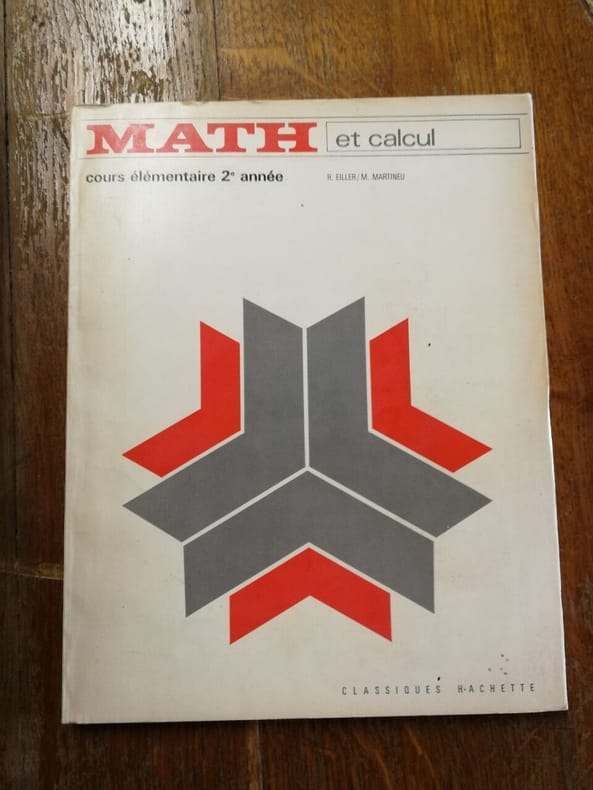 MATH et calcul
cours élémentaire 2e année
R. EILLER/M. MARTINEU
CLASSIQUES HACHETTE